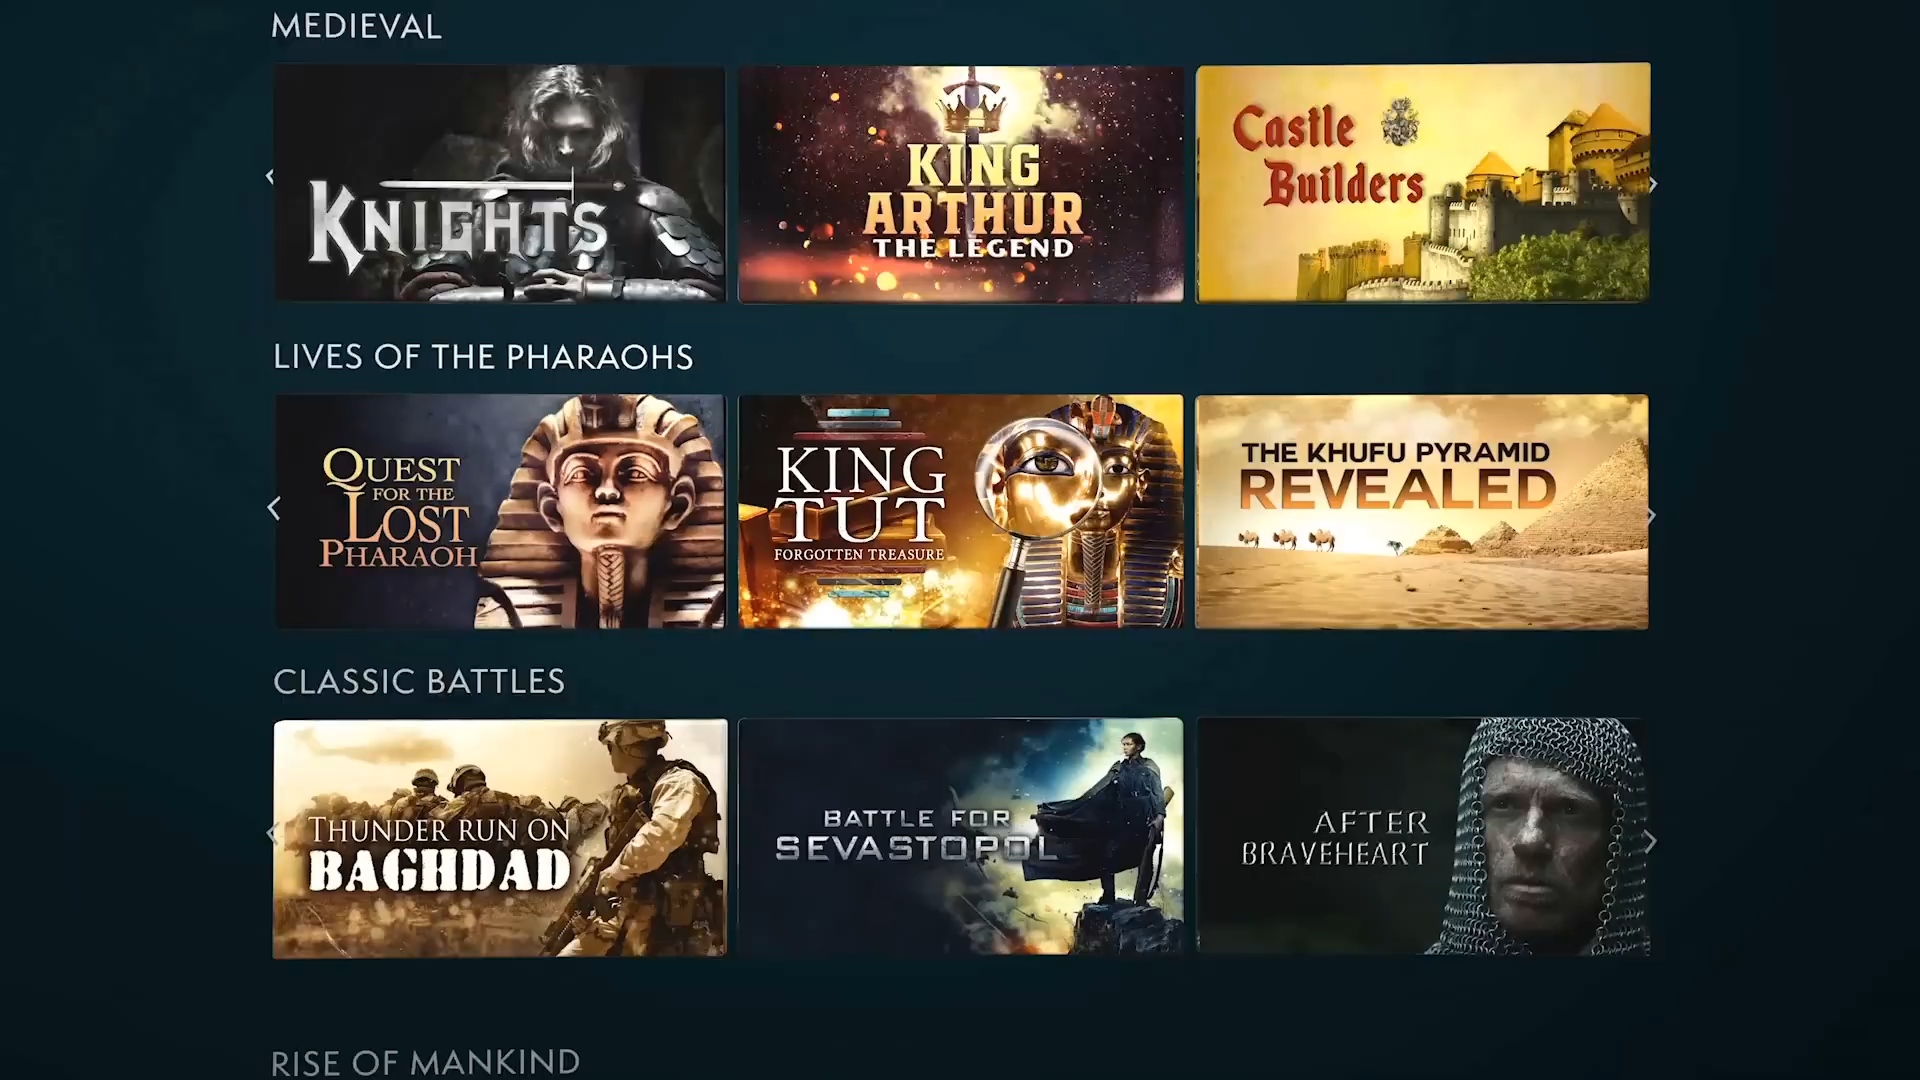 MEDIEVAL
KNIGHTS
KING
ARTHUR
THE LEGEND
Castle
Builders
LIVES OF THE PHARAOHS
QUEST
FOR THE
LOST
PHARAOH
KING
TUT
FORGOTTEN TREASURE
THE KHUFU PYRAMID
REVEALED
CLASSIC BATTLES
THUNDER RUN ON
BAGHDAD
BATTLE FOR
SEVASTOPOL
AFTER
BRAVEHEART
RISE OF MANKIND